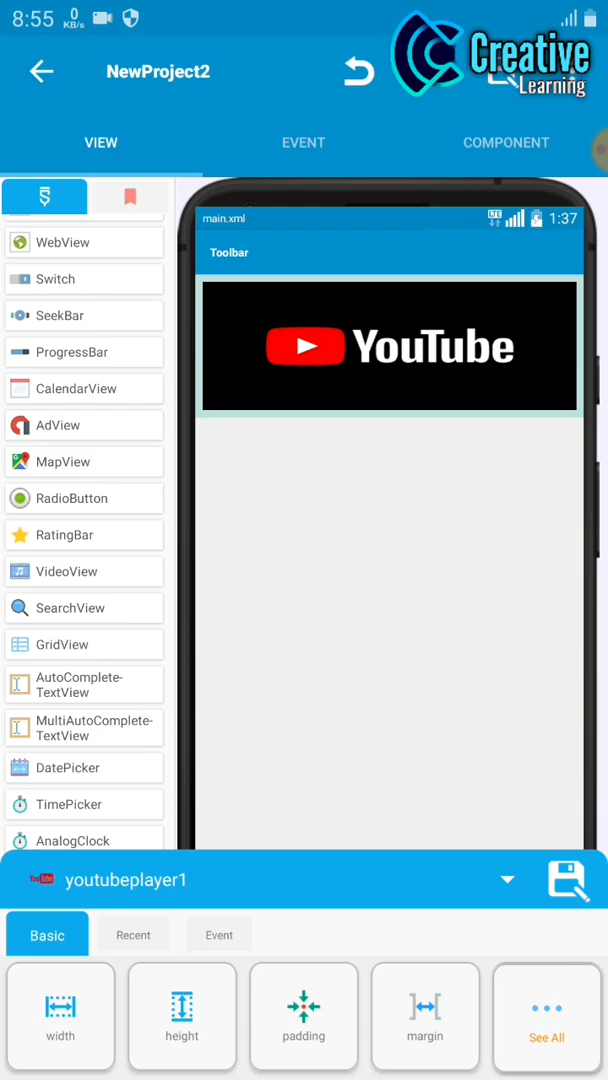 8:55 0 KB/s
Creative
Learning
NewProject2
VIEW EVENT COMPONENT
main.xml LTE 1:37
Toolbar
YouTube
WebView
Switch
SeekBar
ProgressBar
CalendarView
AdView
MapView
RadioButton
RatingBar
VideoView
SearchView
GridView
AutoComplete-
TextView
MultiAutoComplete-
TextView
DatePicker
TimePicker
AnalogClock
YouTube youtubeplayer1
Basic Recent Event
width height padding margin See All